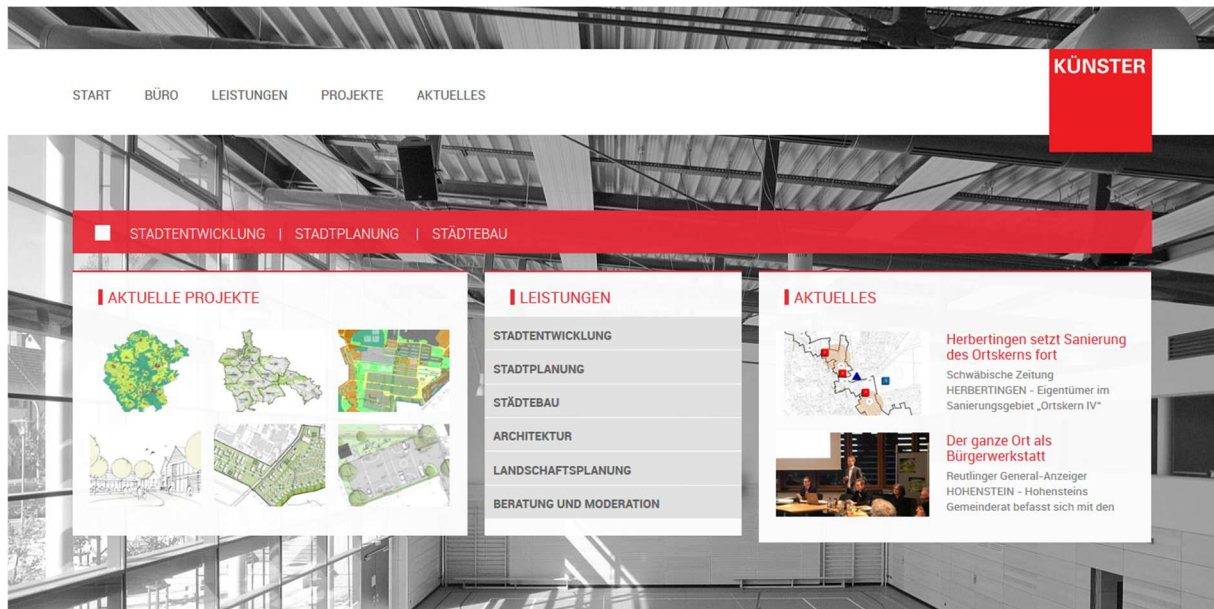 START BÜRO LEISTUNGEN PROJEKTE AKTUELLES
KÜNSTER
STADTENTWICKLUNG | STADTPLANUNG | STÄDTEBAU
AKTUELLE PROJEKTE
LEISTUNGEN
STADTENTWICKLUNG
STADTPLANUNG
STÄDTEBAU
ARCHITEKTUR
LANDSCHAFTSPLANUNG
BERATUNG UND MODERATION
AKTUELLES
Herbertingen setzt Sanierung
des Ortskerns fort
Schwäbische Zeitung
HERBERTINGEN - Eigentümer im
Sanierungsgebiet „Ortskern IV"
Der ganze Ort als
Bürgerwerkstatt
Reutlinger General-Anzeiger
HOHENSTEIN - Hohensteins
Gemeinderat befasst sich mit den